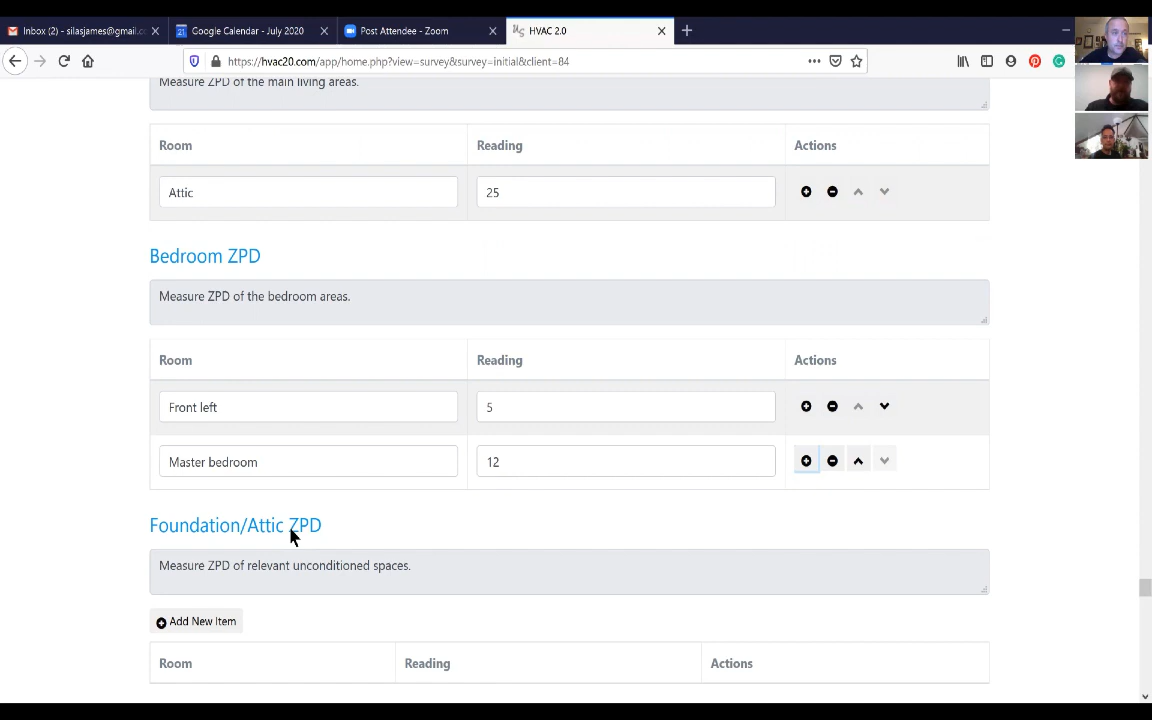 Inbox (2) - silasjames@gmail.c
Google Calendar - July 2020
Post Attendee - Zoom
HVAC 2.0
https://hvac20.com/app/home.php?view=survey&survey=initial&client=84
Measure ZPD of the main living areas.
Room Reading Actions
Attic 25
Bedroom ZPD
Measure ZPD of the bedroom areas.
Room Reading Actions
Front left 5
Master bedroom 12
Foundation/Attic ZPD
Measure ZPD of relevant unconditioned spaces.
Add New Item
Room Reading Actions